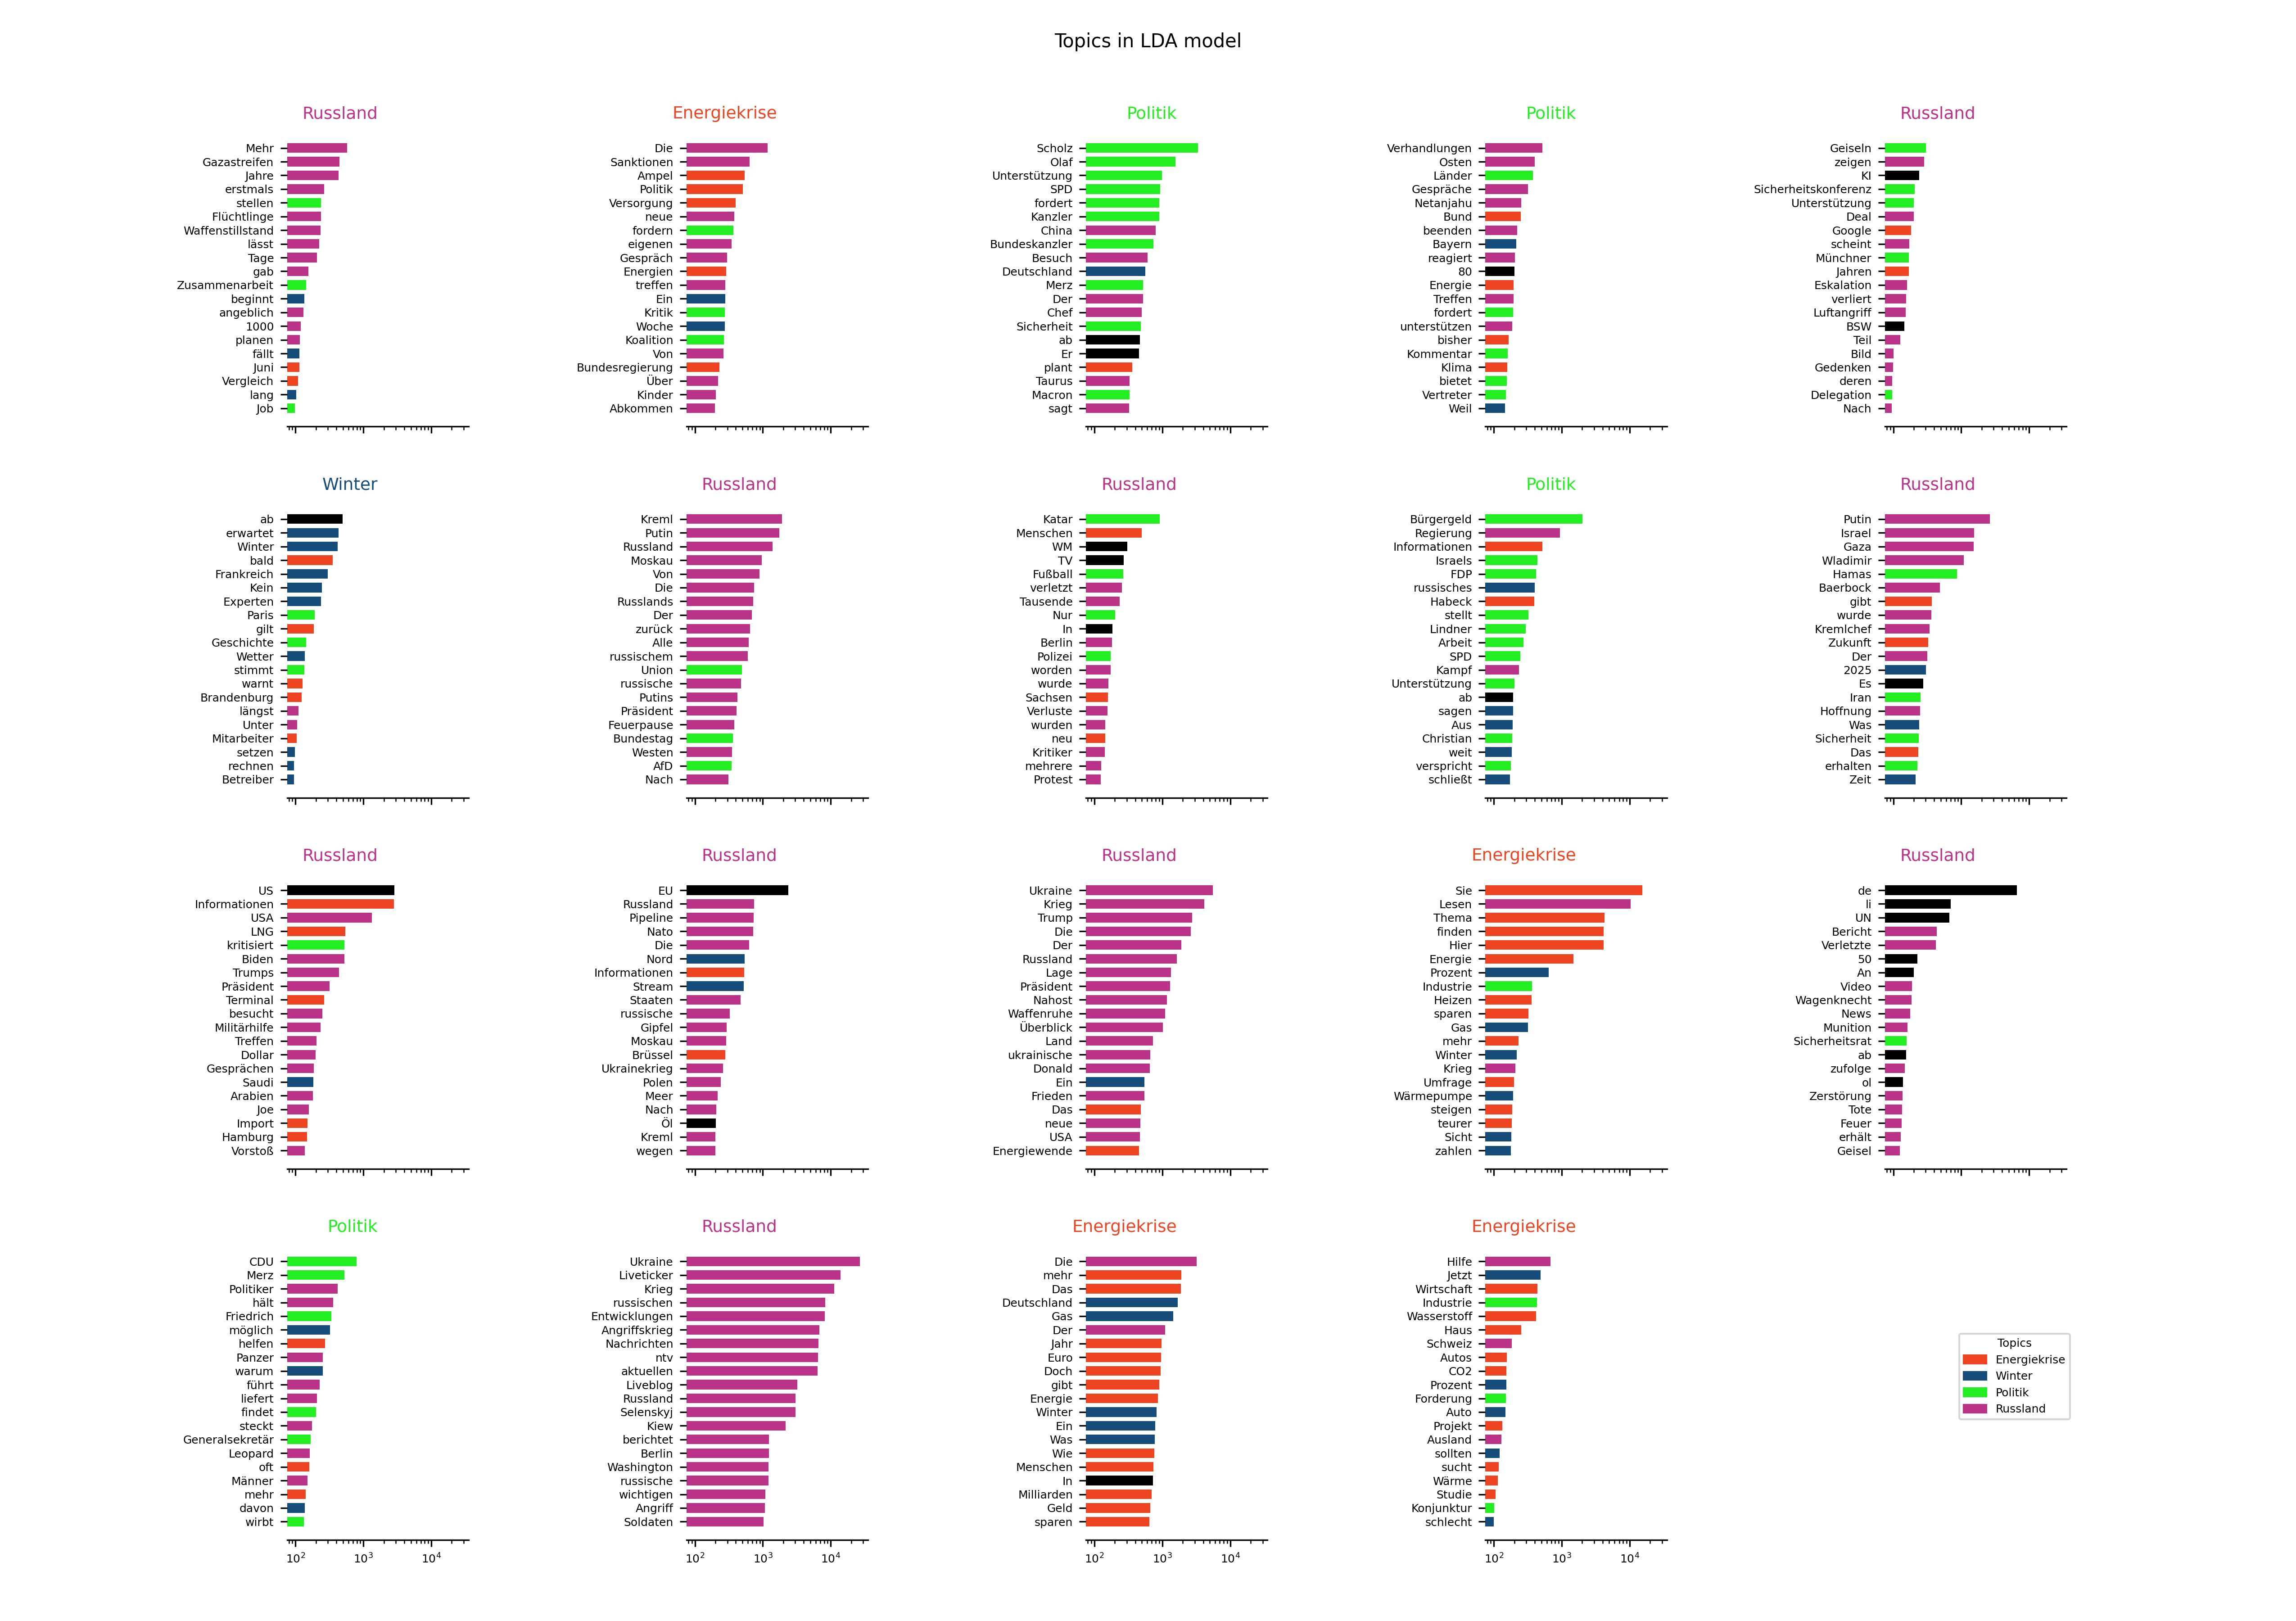 Topics in LDA model
Russland
Mehr
Gazastreifen
Jahre
erstmals
stellen
Flüchtlinge
Waffenstillstand
lässt
Tage
gab
Zusammenarbeit
beginnt
angeblich
1000
planen
fällt
Juni
Vergleich
lang
Job
Energiekrise
Die
Sanktionen
Ampel
Politik
Versorgung
neue
fordern
eigenen
Gespräch
Energien
treffen
Ein
Kritik
Woche
Koalition
Von
Bundesregierung
Über
Kinder
Abkommen
Politik
Scholz
Olaf
Unterstützung
SPD
fordert
Kanzler
China
Bundeskanzler
Besuch
Deutschland
Merz
Der
Chef
Sicherheit
ab
Er
plant
Taurus
Macron
sagt
Politik
Verhandlungen
Osten
Länder
Gespräche
Netanjahu
Bund
beenden
Bayern
reagiert
80
Energie
Treffen
fordert
unterstützen
bisher
Kommentar
Klima
bietet
Vertreter
Weil
Russland
Geiseln
zeigen
KI
Sicherheitskonferenz
Unterstützung
Deal
Google
scheint
Münchner
Jahren
Eskalation
verliert
Luftangriff
BSW
Teil
Bild
Gedenken
deren
Delegation
Nach
Winter
ab
erwartet
Winter
bald
Frankreich
Kein
Experten
Paris
gilt
Geschichte
Wetter
stimmt
warnt
Brandenburg
längst
Unter
Mitarbeiter
setzen
rechnen
Betreiber
Russland
Kreml
Putin
Russland
Moskau
Von
Die
Russlands
Der
zurück
Alle
russischem
Union
russische
Putins
Präsident
Feuerpause
Bundestag
Westen
AfD
Nach
Russland
Katar
Menschen
WM
TV
Fußball
verletzt
Tausende
Nur
In
Berlin
Polizei
worden
wurde
Sachsen
Verluste
wurden
neu
Kritiker
mehrere
Protest
Politik
Bürgergeld
Regierung
Informationen
Israels
FDP
russisches
Habeck
stellt
Lindner
Arbeit
SPD
Kampf
Unterstützung
ab
sagen
Aus
Christian
weit
verspricht
schließt
Russland
Putin
Israel
Gaza
Wladimir
Hamas
Baerbock
gibt
wurde
Kremlchef
Zukunft
Der
2025
Es
Iran
Hoffnung
Was
Sicherheit
Das
erhalten
Zeit
Russland
US
Informationen
USA
LNG
kritisiert
Biden
Trumps
Präsident
Terminal
besucht
Militärhilfe
Treffen
Dollar
Gesprächen
Saudi
Arabien
Joe
Import
Hamburg
Vorstoß
Russland
EU
Russland
Pipeline
Nato
Die
Nord
Informationen
Stream
Staaten
russische
Gipfel
Moskau
Brüssel
Ukrainekrieg
Polen
Meer
Nach
Öl
Kreml
wegen
Russland
Ukraine
Krieg
Trump
Die
Der
Russland
Lage
Präsident
Nahost
Waffenruhe
Überblick
Land
ukrainische
Donald
Ein
Frieden
Das
neue
USA
Energiewende
Energiekrise
Sie
Lesen
Thema
finden
Hier
Energie
Prozent
Industrie
Heizen
sparen
Gas
mehr
Winter
Krieg
Umfrage
Wärmepumpe
steigen
teurer
Sicht
zahlen
Russland
de
li
UN
Bericht
Verletzte
50
An
Video
Wagenknecht
News
Munition
Sicherheitsrat
ab
zufolge
ol
Zerstörung
Tote
Feuer
erhält
Geisel
Politik
CDU
Merz
Politiker
hält
Friedrich
möglich
helfen
Panzer
warum
führt
liefert
findet
steckt
Generalsekretär
Leopard
oft
Männer
mehr
davon
wirbt
10² 10³ 10⁴
Russland
Ukraine
Liveticker
Krieg
russischen
Entwicklungen
Angriffskrieg
Nachrichten
ntv
aktuellen
Liveblog
Russland
Selenskyj
Kiew
berichtet
Berlin
Washington
russische
wichtigen
Angriff
Soldaten
10² 10³ 10⁴
Energiekrise
Die
mehr
Das
Deutschland
Gas
Der
Jahr
Euro
Doch
gibt
Energie
Winter
Ein
Was
Wie
Menschen
In
Milliarden
Geld
sparen
10² 10³ 10⁴
Energiekrise
Hilfe
Jetzt
Wirtschaft
Industrie
Wasserstoff
Haus
Schweiz
Autos
CO2
Prozent
Forderung
Auto
Projekt
Ausland
sollten
sucht
Wärme
Studie
Konjunktur
schlecht
10² 10³ 10⁴
Topics
Energiekrise
Winter
Politik
Russland